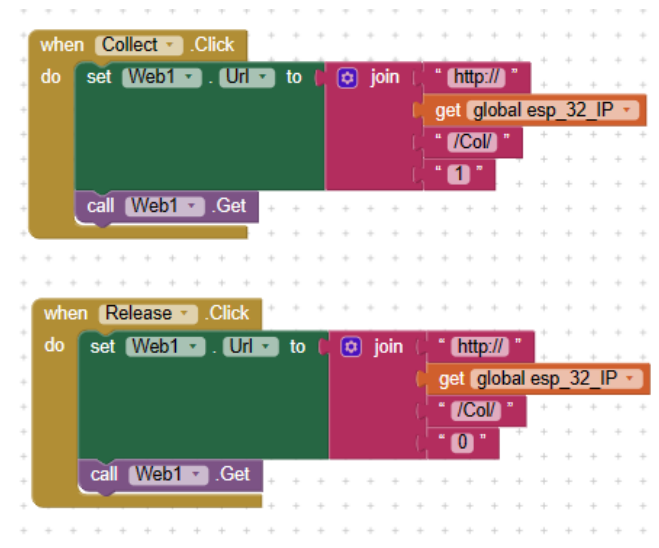 when Collect .Click
do set Web1 . Url to join " http:// "
get global esp_32_IP
" /Col/ "
" 1 "
call Web1 .Get
when Release .Click
do set Web1 . Url to join " http:// "
get global esp_32_IP
" /Col/ "
" 0 "
call Web1 .Get